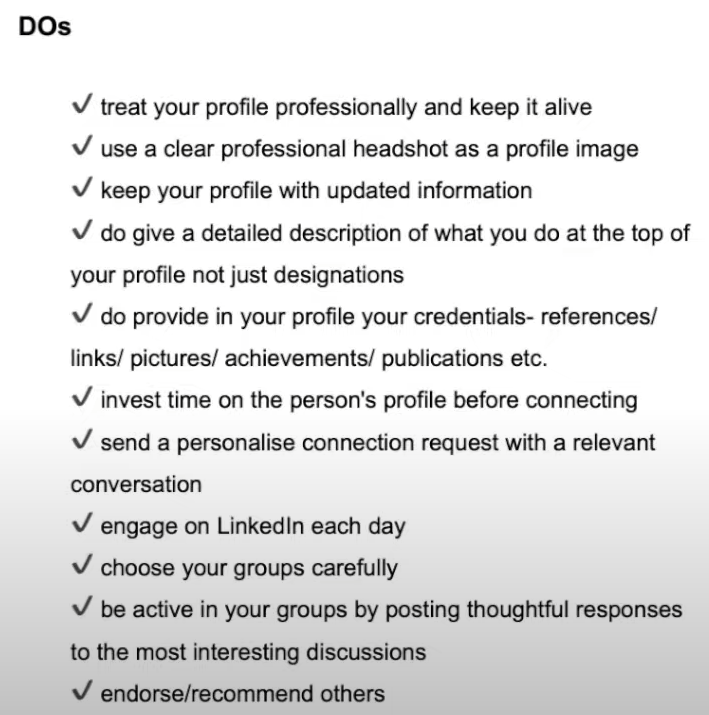 DOs
✓ treat your profile professionally and keep it alive
✓ use a clear professional headshot as a profile image
✓ keep your profile with updated information
✓ do give a detailed description of what you do at the top of
your profile not just designations
✓ do provide in your profile your credentials- references/
links/ pictures/ achievements/ publications etc.
✓ invest time on the person's profile before connecting
✓ send a personalise connection request with a relevant
conversation
✓ engage on LinkedIn each day
✓ choose your groups carefully
✓ be active in your groups by posting thoughtful responses
to the most interesting discussions
✓ endorse/recommend others